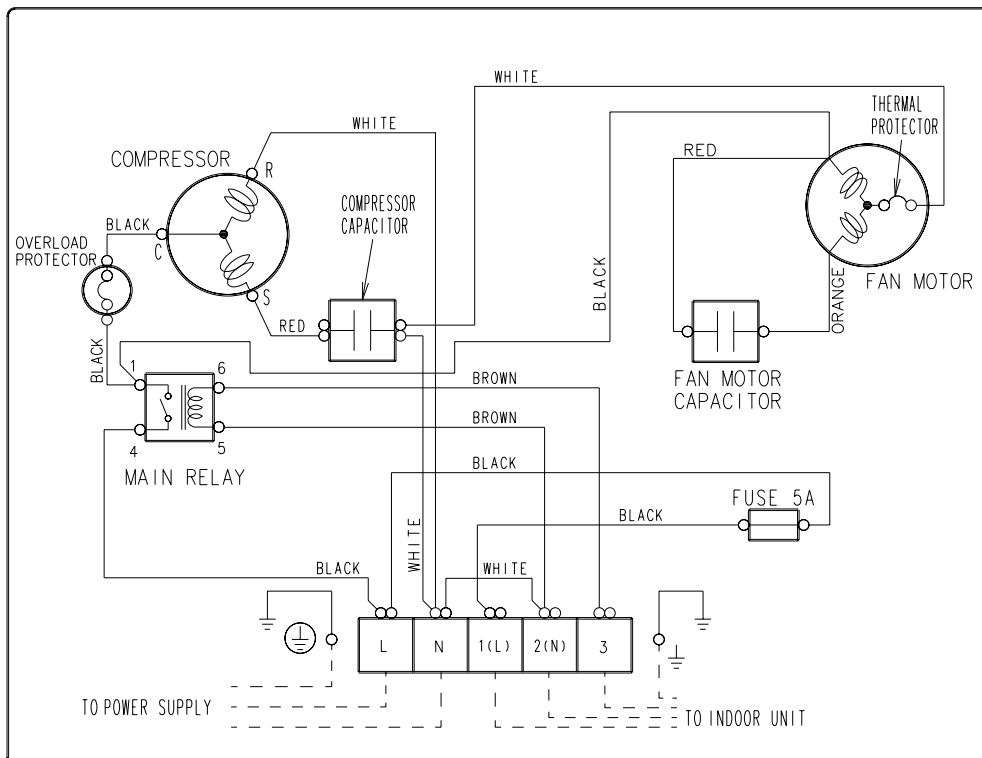 WHITE
THERMAL
PROTECTOR
WHITE
COMPRESSOR
R
RED
COMPRESSOR
CAPACITOR
BLACK
C
OVERLOAD
PROTECTOR
BLACK
FAN MOTOR
S
RED
ORANGE
BLACK
1
6
BROWN
FAN MOTOR
CAPACITOR
BROWN
4
5
MAIN RELAY
BLACK
FUSE 5A
BLACK
WHITE
BLACK
WHITE
L
N
1(L)
2(N)
3
TO POWER SUPPLY
TO INDOOR UNIT